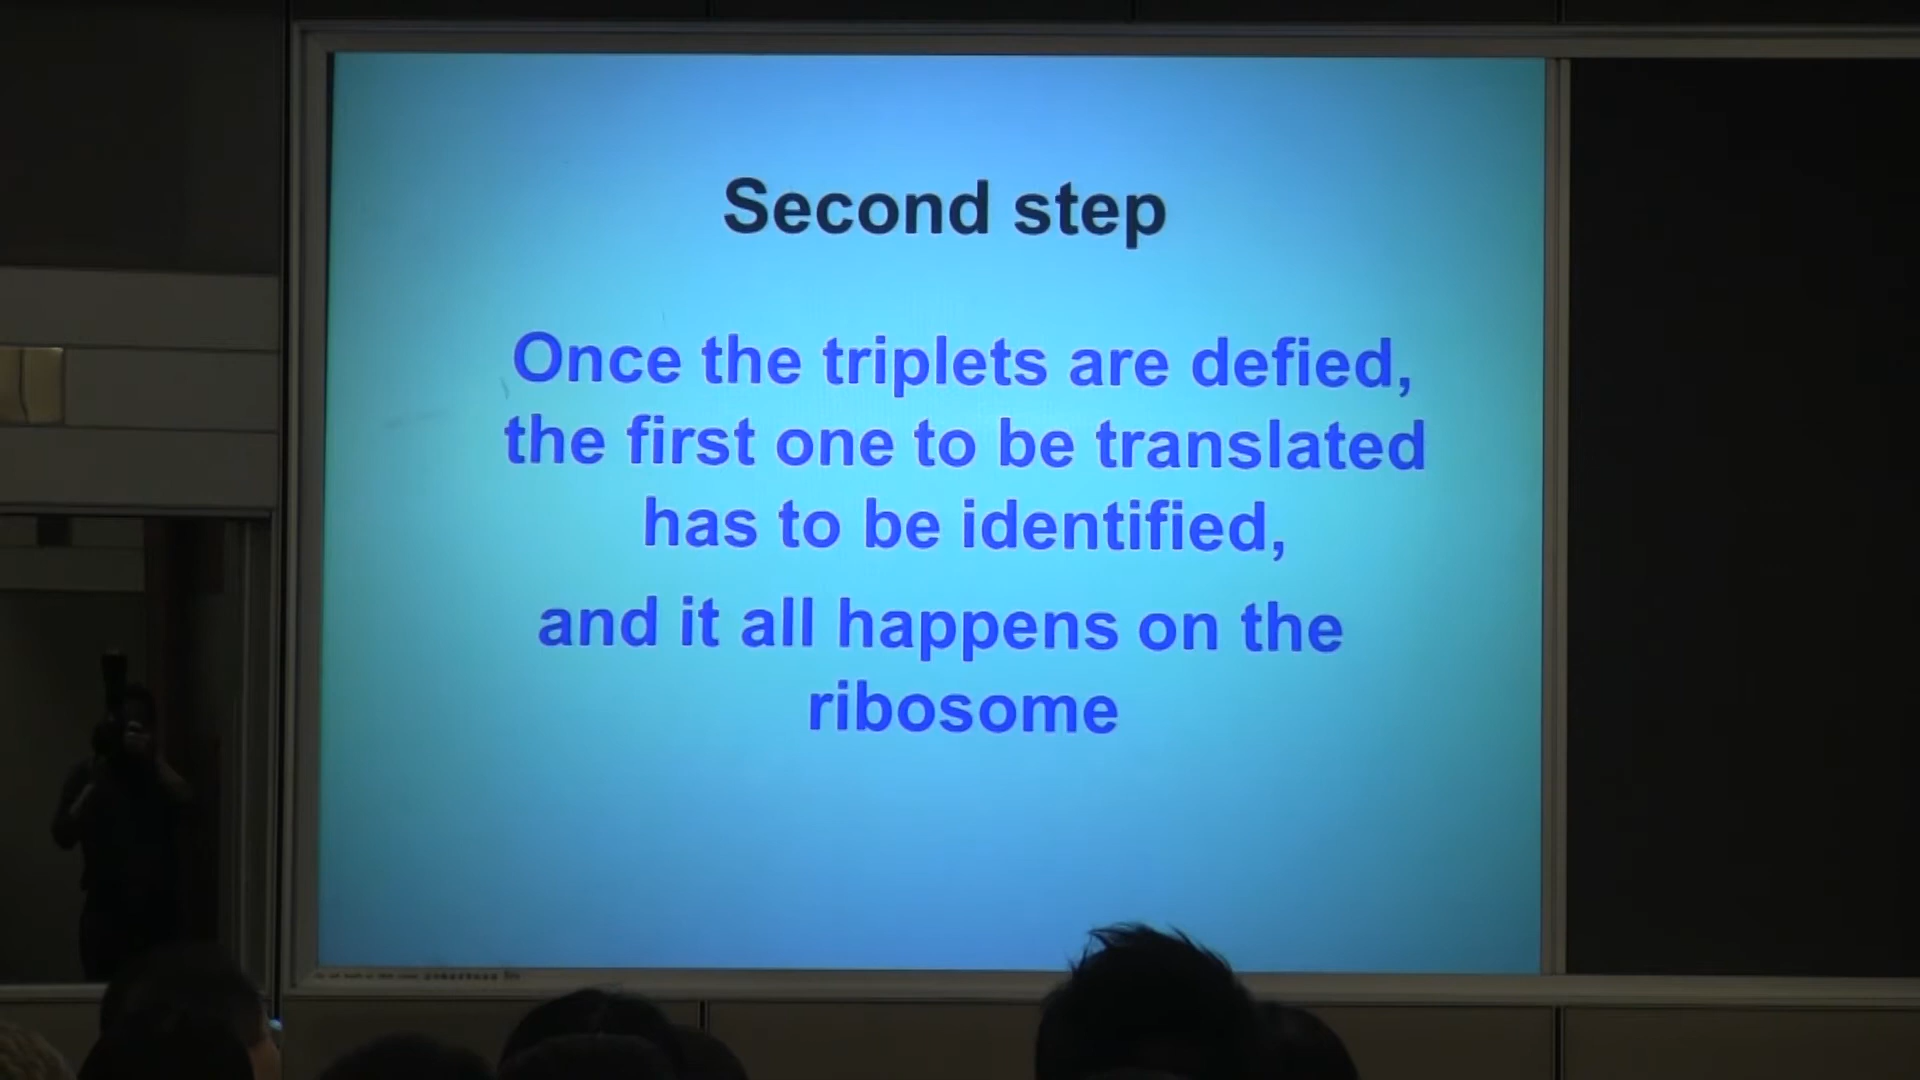 Second step
Once the triplets are defied,
the first one to be translated
has to be identified,
and it all happens on the
ribosome